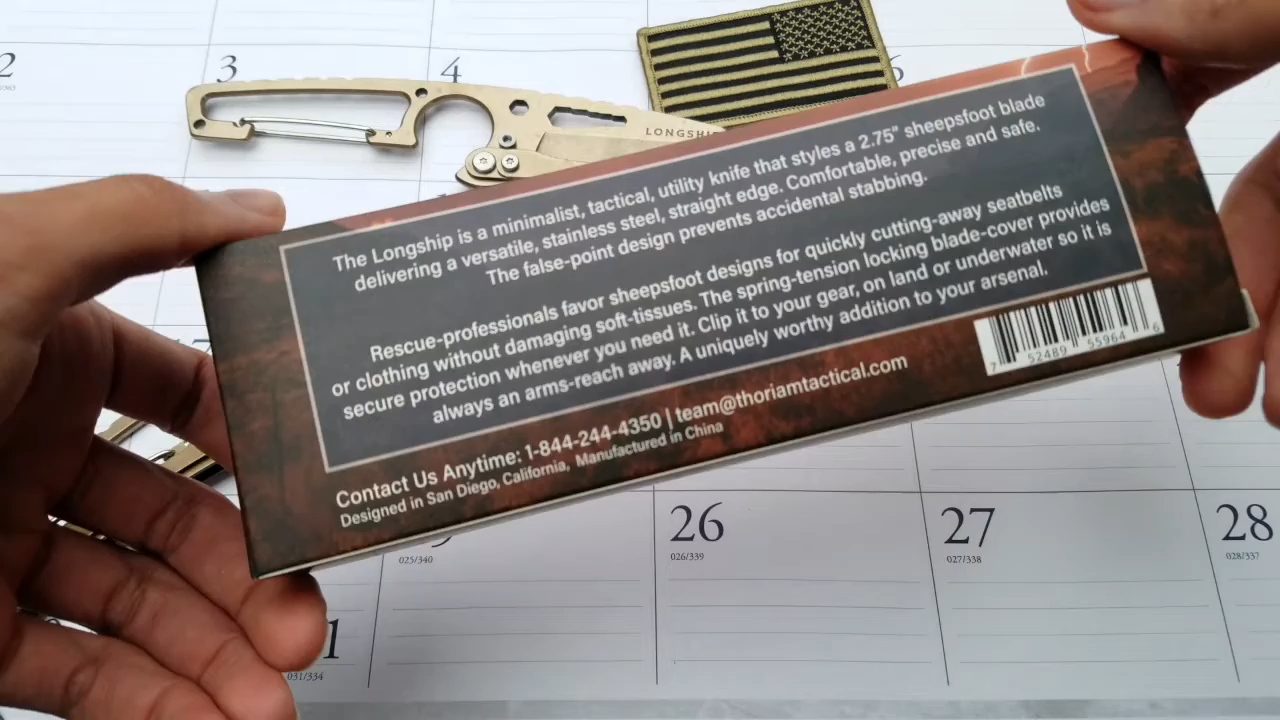 2
3
4
6
LONGSHIP
The Longship is a minimalist, tactical, utility knife that styles a 2.75" sheepsfoot blade
delivering a versatile, stainless steel, straight edge. Comfortable, precise and safe.
The false-point design prevents accidental stabbing.
Rescue-professionals favor sheepsfoot designs for quickly cutting-away seatbelts
or clothing without damaging soft-tissues. The spring-tension locking blade-cover provides
secure protection whenever you need it. Clip it to your gear, on land or underwater so it is
always an arms-reach away. A uniquely worthy addition to your arsenal.
7 52489 55964 6
Contact Us Anytime: 1-844-244-4350 | team@thoriamtactical.com
Designed in San Diego, California, Manufactured in China
025/340
26
026/339
27
027/338
28
028/337
031/334